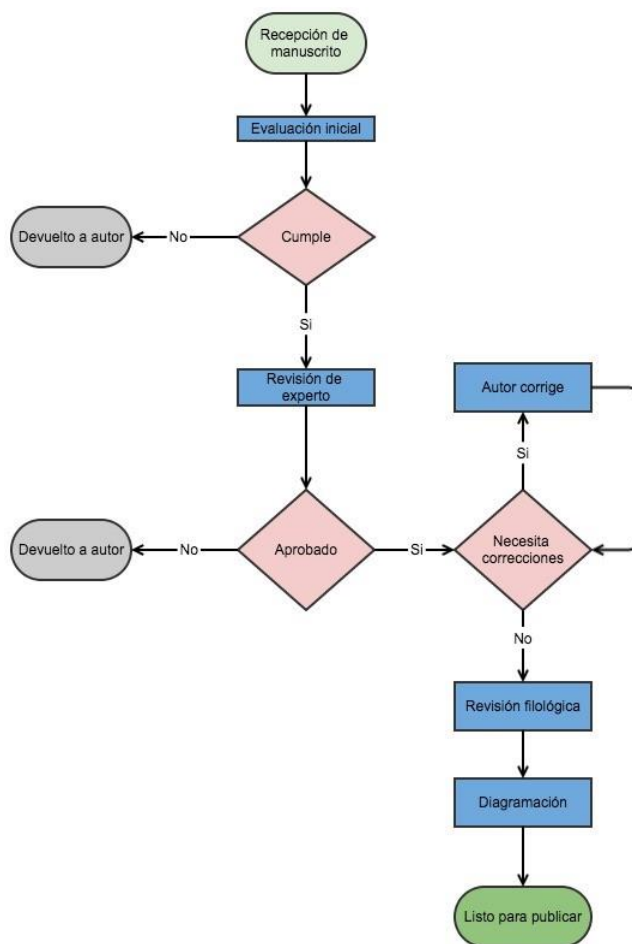 Recepción de
manuscrito
Evaluación inicial
Devuelto a autor
No
Cumple
Si
Revisión de
experto
Autor corrige
Si
Devuelto a autor
No
Aprobado
Si
Necesita
correcciones
No
Revisión filológica
Diagramación
Listo para publicar